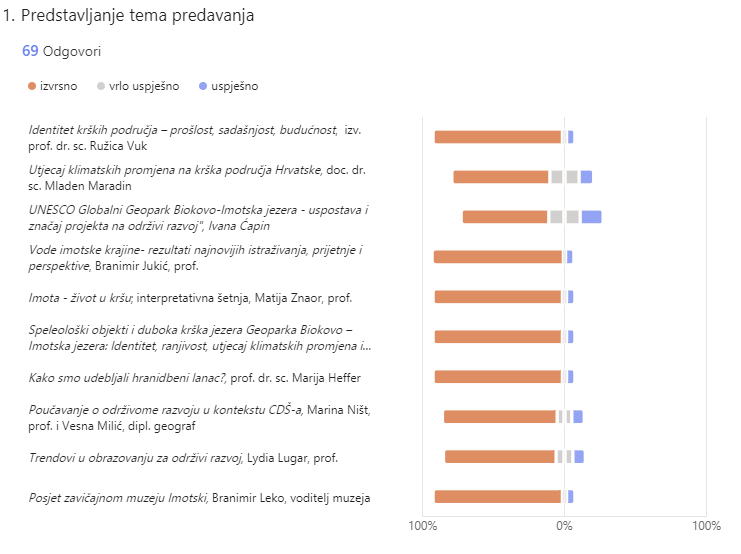 1. Predstavljanje tema predavanja
69 Odgovori
izvrsno vrlo uspješno uspješno
Identitet krških područja – prošlost, sadašnjost, budućnost, izv.
prof. dr. sc. Ružica Vuk
Utjecaj klimatskih promjena na krška područja Hrvatske, doc. dr.
sc. Mladen Maradin
UNESCO Globalni Geopark Biokovo-Imotska jezera - uspostava i
značaj projekta na održivi razvoj", Ivana Ćapin
Vode imotske krajine- rezultati najnovijih istraživanja, prijetnje i
perspektive, Branimir Jukić, prof.
Imota - život u kršu; interpretativna šetnja, Matija Znaor, prof.
Speleološki objekti i duboka krška jezera Geoparka Biokovo –
Imotska jezera: Identitet, ranjivost, utjecaj klimatskih promjena i...
Kako smo udebljali hranidbeni lanac?, prof. dr. sc. Marija Heffer
Poučavanje o održivome razvoju u kontekstu CDŠ-a, Marina Ništ,
prof. i Vesna Milić, dipl. geograf
Trendovi u obrazovanju za održivi razvoj, Lydia Lugar, prof.
Posjet zavičajnom muzeju Imotski, Branimir Leko, voditelj muzeja
100% 0% 100%